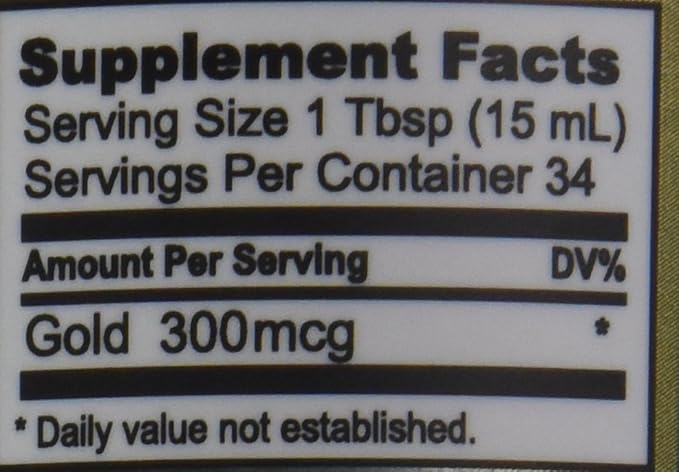 Supplement Facts
Serving Size 1 Tbsp (15 mL)
Servings Per Container 34
Amount Per Serving DV%
Gold 300mcg *
* Daily value not established.